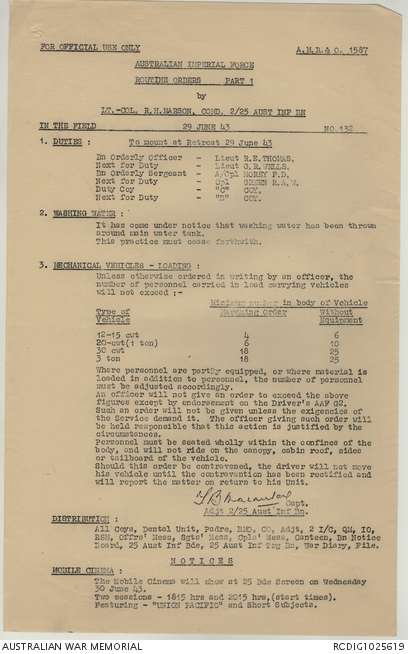 FOR OFFICIAL USE ONLY
A.M.R.& O. 1587
AUSTRALIAN IMPERIAL FORCE
ROUTINE ORDERS PART 1
by
LT.-COL. R.H.MARSON, COMD. 2/25 AUST INF BN
IN THE FIELD 29 JUNE 43 NO.132
1. DUTIES : To mount at Retreat 29 June 43
Bn Orderly Officer - Lieut R.E.THOMAS.
Next for Duty - Lieut G.R.WELLS.
Bn Orderly Sergeant - A/Cpl MOREY P.D.
Next for Duty - Cpl GREEN R.A.W.
Duty Coy - "C" COY.
Next for Duty - "D" COY.
2. WASHING WATER :
It has come under notice that washing water has been thrown
around main water tank.
This practice must cease forthwith.
3. MECHANICAL VEHICLES - LOADING :
Unless otherwise ordered in writing by an officer, the
number of personnel carried in load carrying vehicles
will not exceed :-
number in body of Vehicle
Type of Marching Order Without
Vehicle Equipment
12-15 cwt 4 6
20-cwt(1 ton) 6 10
30 cwt 18 25
3 ton 18 25
Where personnel are partly equipped, or where material is
loaded in addition to personnel, the number of personnel
must be adjusted accordingly.
An officer will not give an order to exceed the above
figures except by endorsement on the Driver's AAF G2.
Such an order will not be given unless the exigencies of
the Service demand it. The officer giving such order will
be held responsible that this action is justified by the
circumstances.
Personnel must be seated wholly within the confines of the
body, and will not ride on the canopy, cabin roof, sides
or tailboard of the vehicle.
Should this order be contravened, the driver will not move
his vehicle until the contravention has been rectified and
will report the matter on return to his Unit.
Capt.
Adjt 2/25 Aust Inf Bn.
DISTRIBUTION :
All Coys, Dental Unit, Padre, RMO, CO, Adjt, 2 I/C, QM, IO,
RSM, Offrs' Mess, Sgts' Mess, Cpls' Mess, Canteen, Bn Notice
Board, 25 Aust Inf Bde, 25 Aust Inf Trg Bn, War Diary, File.
N O T I C E S
MOBILE CINEMA :
The Mobile Cinema will show at 25 Bde Screen on Wednesday
30 June 43.
Two sessions - 1815 hrs and 2015 hrs,(start times).
Featuring - "UNION PACIFIC" and Short Subjects.
AUSTRALIAN WAR MEMORIAL
RCDIG1025619